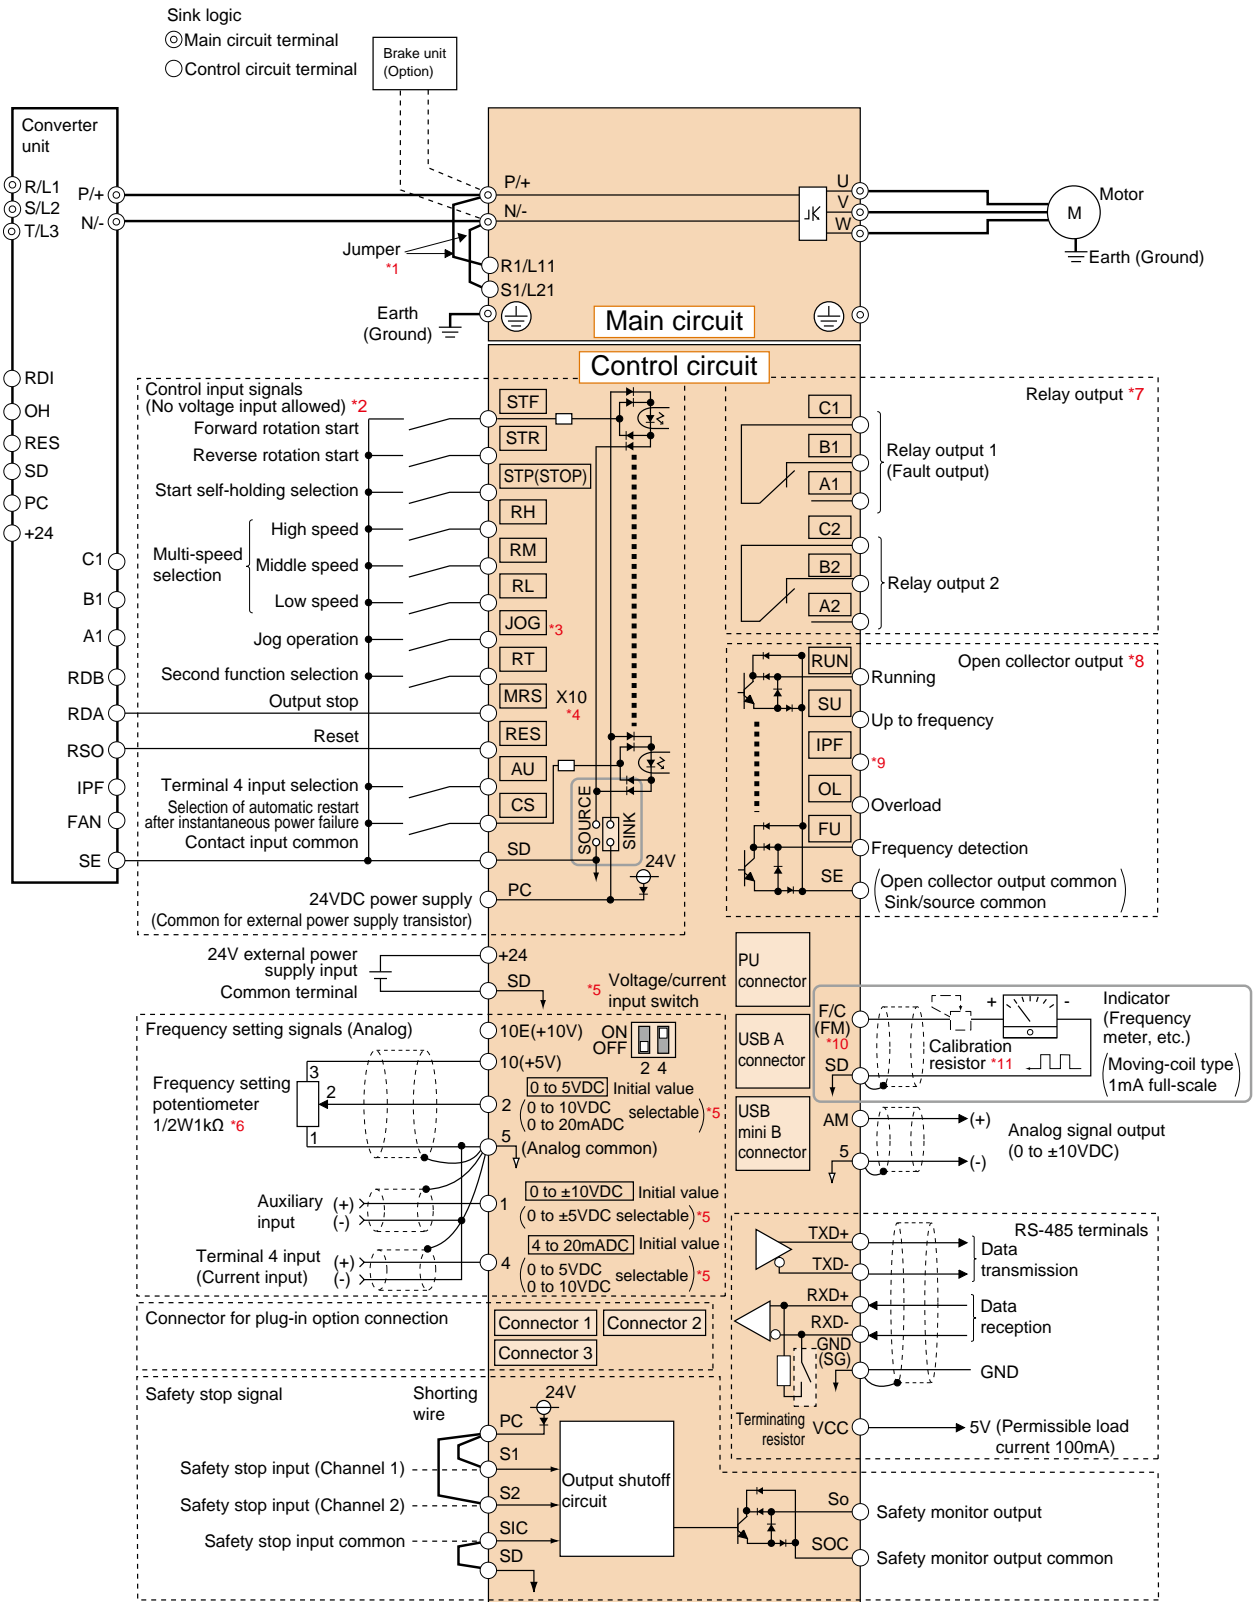 Sink logic
Main circuit terminal
Control circuit terminal
Brake unit
(Option)
Converter
unit
R/L1
S/L2
T/L3
P/+
N/-
P/+
N/-
Jumper
*1
R1/L11
S1/L21
Earth
(Ground)
Main circuit
U
V
W
M
Motor
Earth (Ground)
Control circuit
RDI
OH
RES
SD
PC
+24
C1
B1
A1
RDB
RDA
RSO
IPF
FAN
SE
Control input signals
(No voltage input allowed) *2
Forward rotation start
Reverse rotation start
Start self-holding selection
Multi-speed
selection
High speed
Middle speed
Low speed
Jog operation
Second function selection
Output stop
Reset
Terminal 4 input selection
Selection of automatic restart
after instantaneous power failure
Contact input common
24VDC power supply
(Common for external power supply transistor)
STF
STR
STP(STOP)
RH
RM
RL
JOG *3
RT
MRS X10
*4
RES
AU
CS
SD
PC
SOURCE
SINK
24V
Relay output *7
C1
B1
A1
Relay output 1
(Fault output)
C2
B2
A2
Relay output 2
Open collector output *8
RUN
Running
SU
Up to frequency
IPF
*9
OL
Overload
FU
Frequency detection
SE
Open collector output common
Sink/source common
24V external power
supply input
Common terminal
+24
SD
*5 Voltage/current
input switch
ON
OFF
2 4
PU
connector
USB A
connector
USB
mini B
connector
F/C
(FM)
*10
SD
+ -
Calibration
resistor *11
Indicator
(Frequency
meter, etc.)
(Moving-coil type
1mA full-scale)
AM
5
(+)
(-)
Analog signal output
(0 to ±10VDC)
Frequency setting signals (Analog)
Frequency setting
potentiometer
1/2W1kΩ *6
3
2
1
10E(+10V)
10(+5V)
2
0 to 5VDC Initial value
(0 to 10VDC
0 to 20mADC selectable) *5
5
(Analog common)
Auxiliary
input
(+)
(-)
1
0 to ±10VDC Initial value
(0 to ±5VDC selectable) *5
Terminal 4 input
(Current input)
(+)
(-)
4
4 to 20mADC Initial value
(0 to 5VDC
0 to 10VDC selectable) *5
RS-485 terminals
TXD+
TXD-
Data
transmission
RXD+
RXD-
Data
reception
GND
(SG)
GND
Terminating
resistor
VCC
5V (Permissible load
current 100mA)
Connector for plug-in option connection
Connector 1
Connector 2
Connector 3
Safety stop signal
Shorting
wire
24V
PC
S1
S2
SIC
SD
Safety stop input (Channel 1)
Safety stop input (Channel 2)
Safety stop input common
Output shutoff
circuit
So
Safety monitor output
SOC
Safety monitor output common